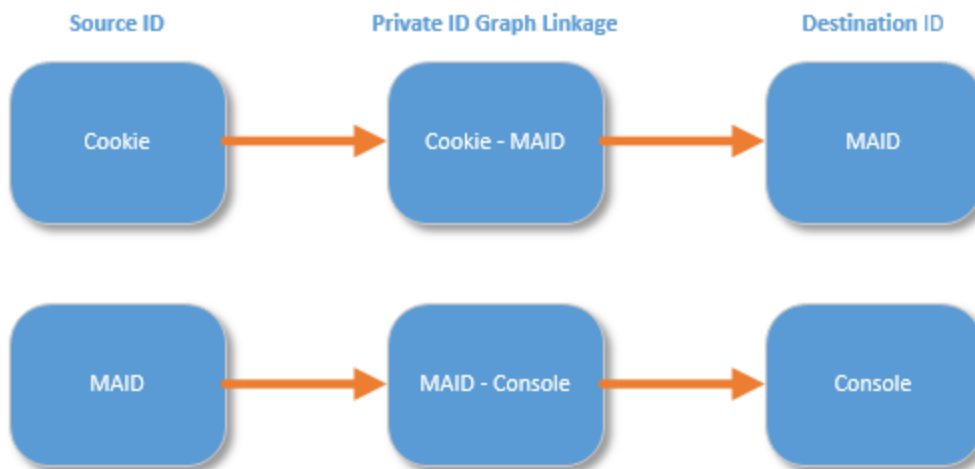 Source ID
Private ID Graph Linkage
Destination ID
Cookie
Cookie - MAID
MAID
MAID
MAID - Console
Console